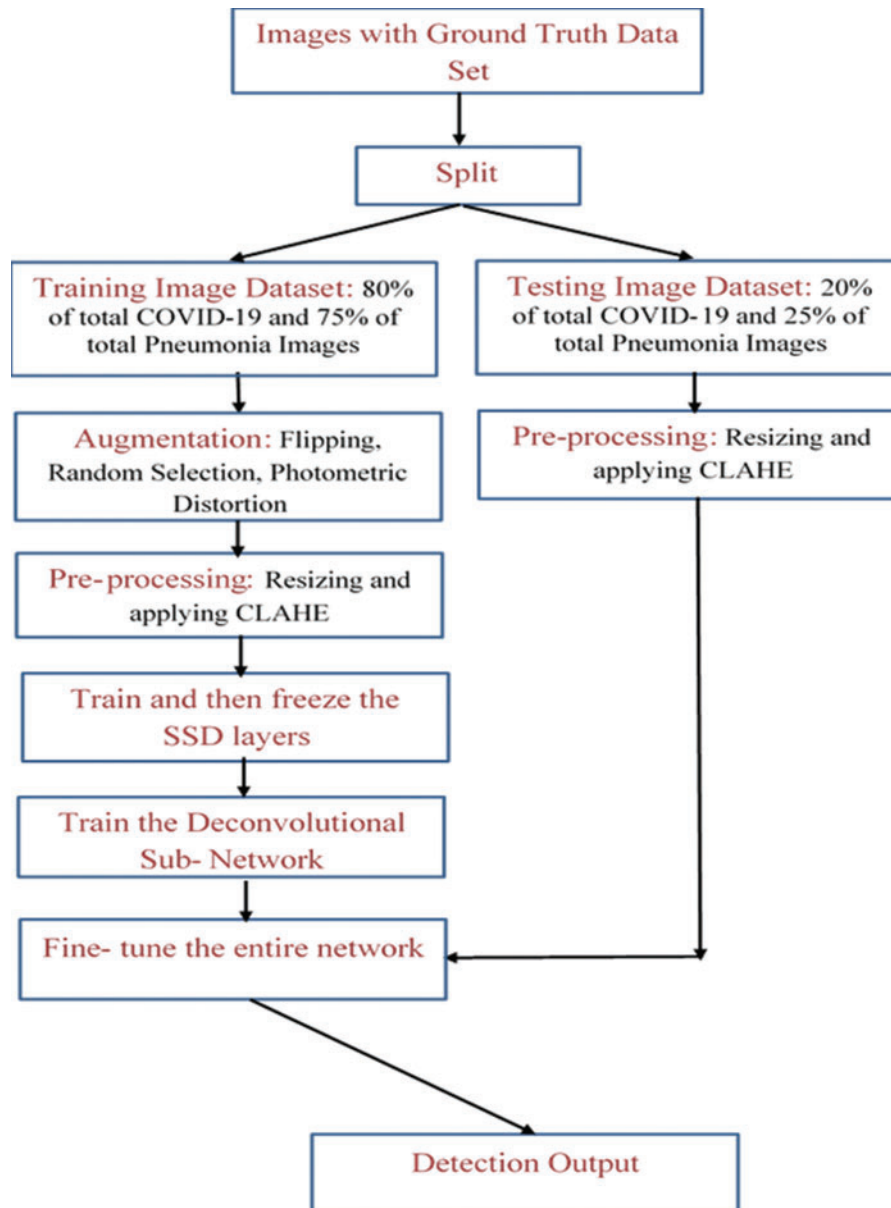 Images with Ground Truth Data
Set
Split
Training Image Dataset: 80%
of total COVID-19 and 75% of
total Pneumonia Images
Testing Image Dataset: 20%
of total COVID-19 and 25% of
total Pneumonia Images
Augmentation: Flipping,
Random Selection, Photometric
Distortion
Pre-processing: Resizing and
applying CLAHE
Pre-processing: Resizing and
applying CLAHE
Train and then freeze the
SSD layers
Train the Deconvolutional
Sub- Network
Fine- tune the entire network
Detection Output